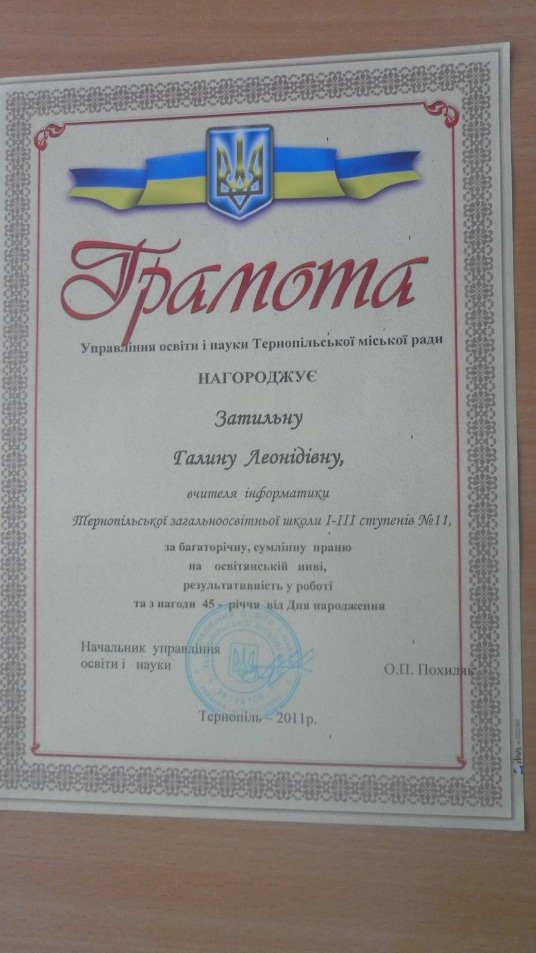 Грамота
Управління освіти і науки Тернопільської міської ради
НАГОРОДЖУЄ
Затильну
Галину Леонідівну,
вчителя інформатики
Тернопільської загальноосвітньої школи І-ІІІ ступенів №11,
за багаторічну, сумлінну працю
на освітянській ниві,
результативність у роботі
та з нагоди 45 - річчя від Дня народження
Начальник управління
освіти і науки
О.П. Похиляк
Тернопіль – 2011р.